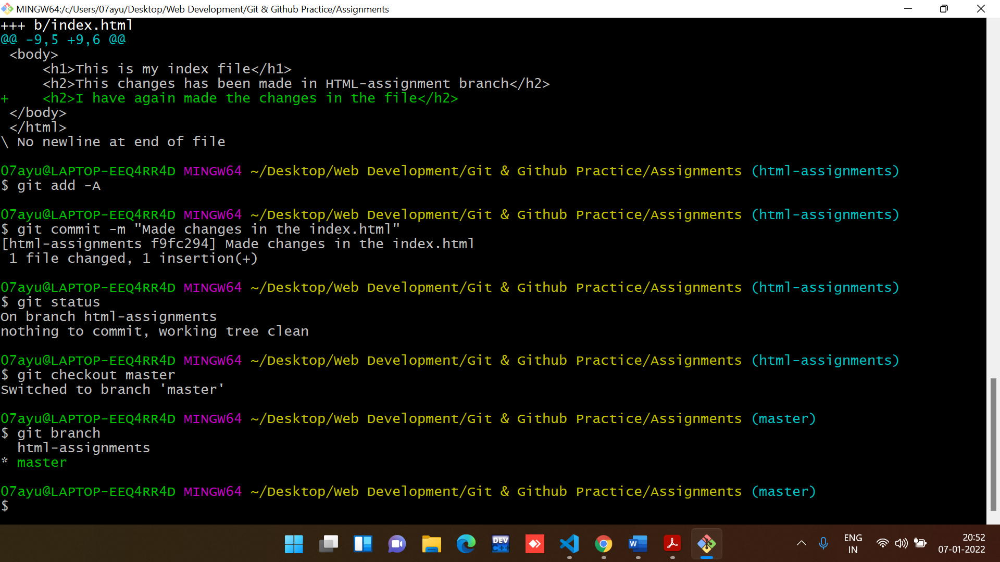 MINGW64:/c/Users/07ayu/Desktop/Web Development/Git & Github Practice/Assignments
+++ b/index.html
@@ -9,5 +9,6 @@
 <body>
     <h1>This is my index file</h1>
     <h2>This changes has been made in HTML-assignment branch</h2>
+    <h2>I have again made the changes in the file</h2>
 </body>
 </html>
\ No newline at end of file
07ayu@LAPTOP-EEQ4RR4D MINGW64 ~/Desktop/Web Development/Git & Github Practice/Assignments (html-assignments)
$ git add -A
07ayu@LAPTOP-EEQ4RR4D MINGW64 ~/Desktop/Web Development/Git & Github Practice/Assignments (html-assignments)
$ git commit -m "Made changes in the index.html"
[html-assignments f9fc294] Made changes in the index.html
 1 file changed, 1 insertion(+)
07ayu@LAPTOP-EEQ4RR4D MINGW64 ~/Desktop/Web Development/Git & Github Practice/Assignments (html-assignments)
$ git status
On branch html-assignments
nothing to commit, working tree clean
07ayu@LAPTOP-EEQ4RR4D MINGW64 ~/Desktop/Web Development/Git & Github Practice/Assignments (html-assignments)
$ git checkout master
Switched to branch 'master'
07ayu@LAPTOP-EEQ4RR4D MINGW64 ~/Desktop/Web Development/Git & Github Practice/Assignments (master)
$ git branch
  html-assignments
* master
07ayu@LAPTOP-EEQ4RR4D MINGW64 ~/Desktop/Web Development/Git & Github Practice/Assignments (master)
$
DEV
C++
W
ENG
IN
20:52
07-01-2022